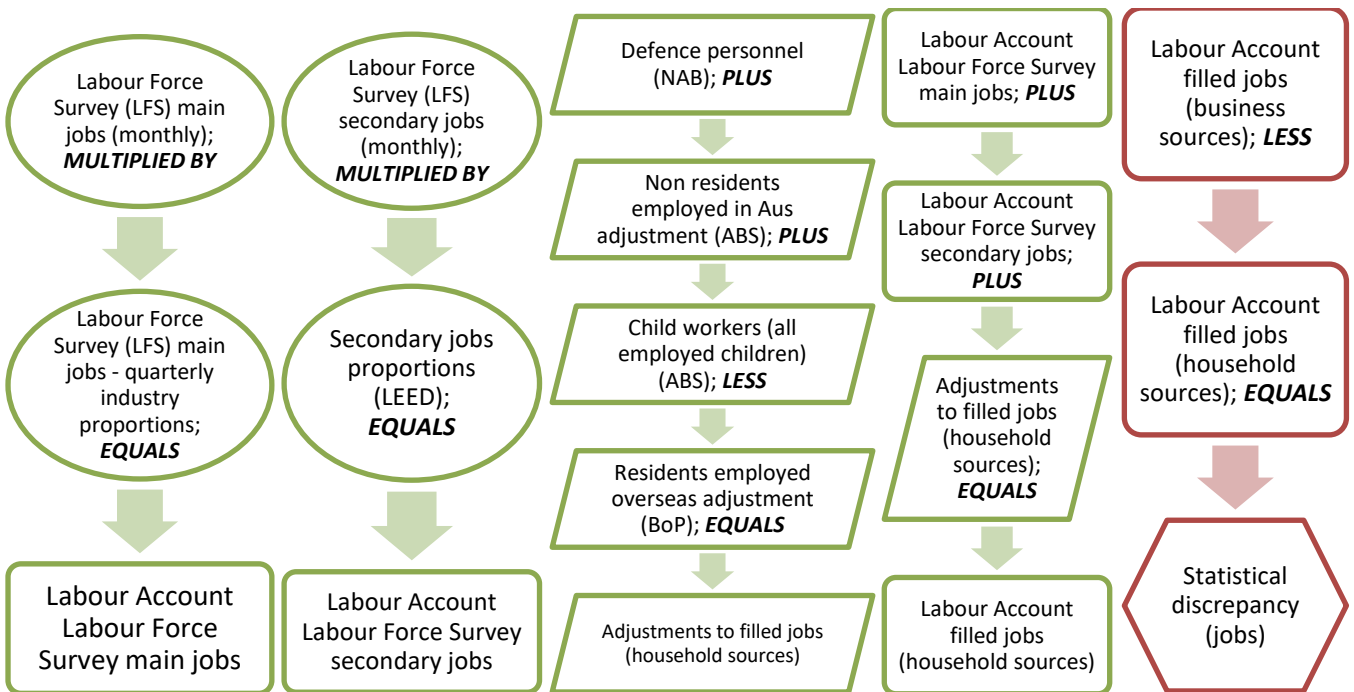 Labour Force
Survey (LFS) main
jobs (monthly);
MULTIPLIED BY
Labour Force
Survey (LFS) main
jobs - quarterly
industry
proportions;
EQUALS
Labour Account
Labour Force
Survey main jobs
Labour Force
Survey (LFS)
secondary jobs
(monthly);
MULTIPLIED BY
Secondary jobs
proportions
(LEED);
EQUALS
Labour Account
Labour Force Survey
secondary jobs
Defence personnel
(NAB); PLUS
Non residents
employed in Aus
adjustment (ABS); PLUS
Child workers (all
employed children)
(ABS); LESS
Residents employed
overseas adjustment
(BoP); EQUALS
Adjustments to filled jobs
(household sources)
Labour Account
Labour Force Survey
main jobs; PLUS
Labour Account
Labour Force Survey
secondary jobs;
PLUS
Adjustments
to filled jobs
(household
sources);
EQUALS
Labour Account
filled jobs
(household sources)
Labour Account
filled jobs
(business
sources); LESS
Labour Account
filled jobs
(household
sources); EQUALS
Statistical
discrepancy
(jobs)